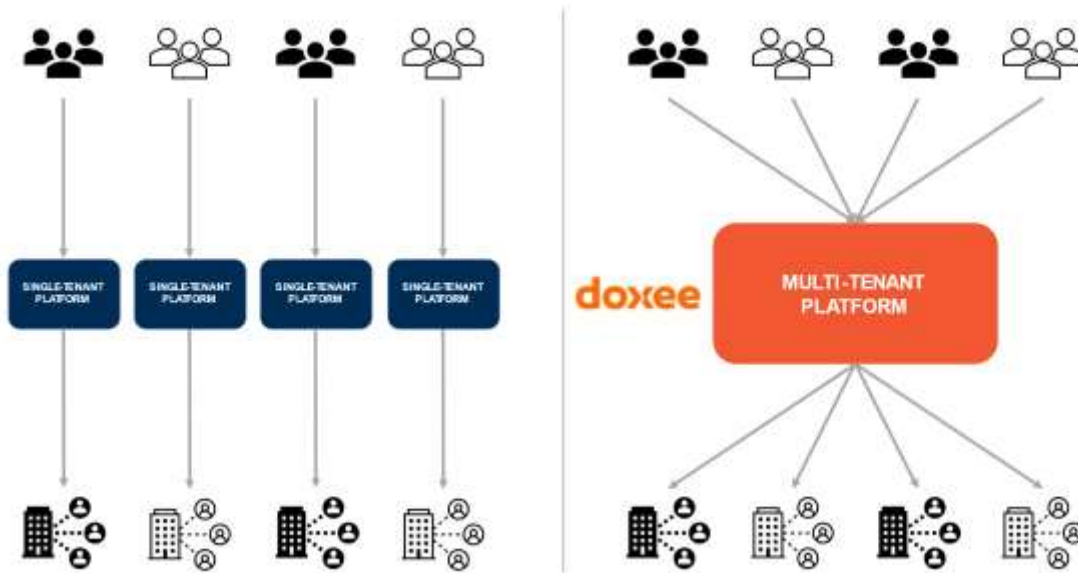 SINGLE-TENANT
PLATFORM
SINGLE-TENANT
PLATFORM
SINGLE-TENANT
PLATFORM
SINGLE-TENANT
PLATFORM
doxee
MULTI-TENANT
PLATFORM